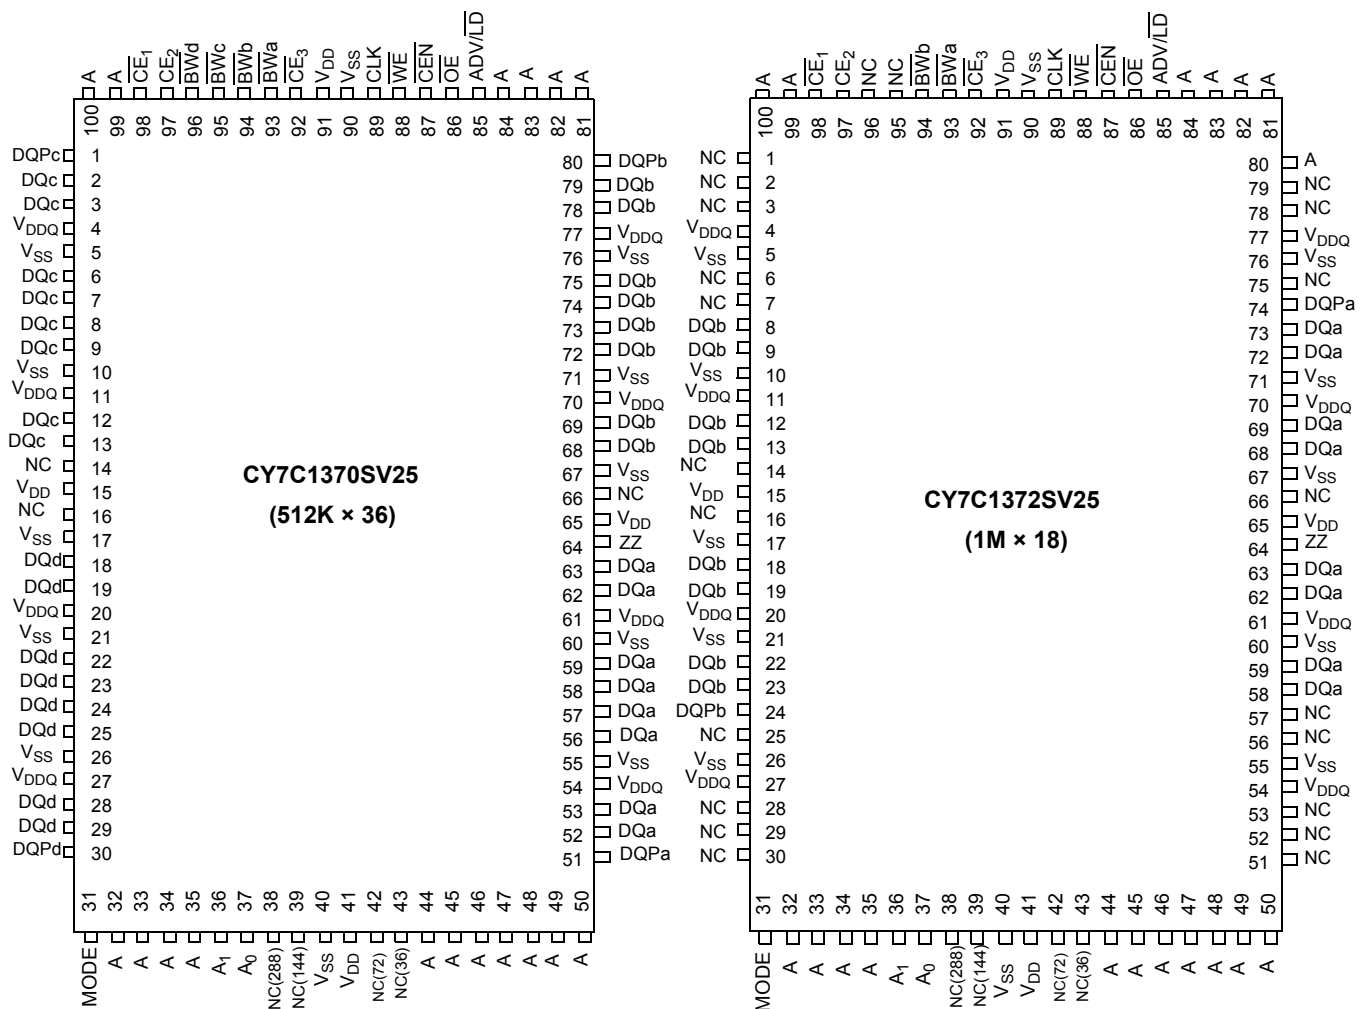 A A CE1 CE2 BWd BWc BWb BWa CE3 VDD VSS CLK WE CEN OE ADV/LD A A A A
100 99 98 97 96 95 94 93 92 91 90 89 88 87 86 85 84 83 82 81
DQPc 1
DQc 2
DQc 3
VDDQ 4
VSS 5
DQc 6
DQc 7
DQc 8
DQc 9
VSS 10
VDDQ 11
DQc 12
DQc 13
NC 14
VDD 15
NC 16
VSS 17
DQd 18
DQd 19
VDDQ 20
VSS 21
DQd 22
DQd 23
DQd 24
DQd 25
VSS 26
VDDQ 27
DQd 28
DQd 29
DQPd 30
CY7C1370SV25
(512K × 36)
80 DQPb
79 DQb
78 DQb
77 VDDQ
76 VSS
75 DQb
74 DQb
73 DQb
72 DQb
71 VSS
70 VDDQ
69 DQb
68 DQb
67 VSS
66 NC
65 VDD
64 ZZ
63 DQa
62 DQa
61 VDDQ
60 VSS
59 DQa
58 DQa
57 DQa
56 DQa
55 VSS
54 VDDQ
53 DQa
52 DQa
51 DQPa
31 32 33 34 35 36 37 38 39 40 41 42 43 44 45 46 47 48 49 50
MODE A A A A A1 A0 NC(288) NC(144) VSS VDD NC(72) NC(36) A A A A A A A
A A CE1 CE2 NC NC BWb BWa CE3 VDD VSS CLK WE CEN OE ADV/LD A A A A
100 99 98 97 96 95 94 93 92 91 90 89 88 87 86 85 84 83 82 81
NC 1
NC 2
NC 3
VDDQ 4
VSS 5
NC 6
NC 7
DQb 8
DQb 9
VSS 10
VDDQ 11
DQb 12
DQb 13
NC 14
VDD 15
NC 16
VSS 17
DQb 18
DQb 19
VDDQ 20
VSS 21
DQb 22
DQb 23
DQPb 24
NC 25
VSS 26
VDDQ 27
NC 28
NC 29
NC 30
CY7C1372SV25
(1M × 18)
80 A
79 NC
78 NC
77 VDDQ
76 VSS
75 NC
74 DQPa
73 DQa
72 DQa
71 VSS
70 VDDQ
69 DQa
68 DQa
67 VSS
66 NC
65 VDD
64 ZZ
63 DQa
62 DQa
61 VDDQ
60 VSS
59 DQa
58 DQa
57 NC
56 NC
55 VSS
54 VDDQ
53 NC
52 NC
51 NC
31 32 33 34 35 36 37 38 39 40 41 42 43 44 45 46 47 48 49 50
MODE A A A A A1 A0 NC(288) NC(144) VSS VDD NC(72) NC(36) A A A A A A A